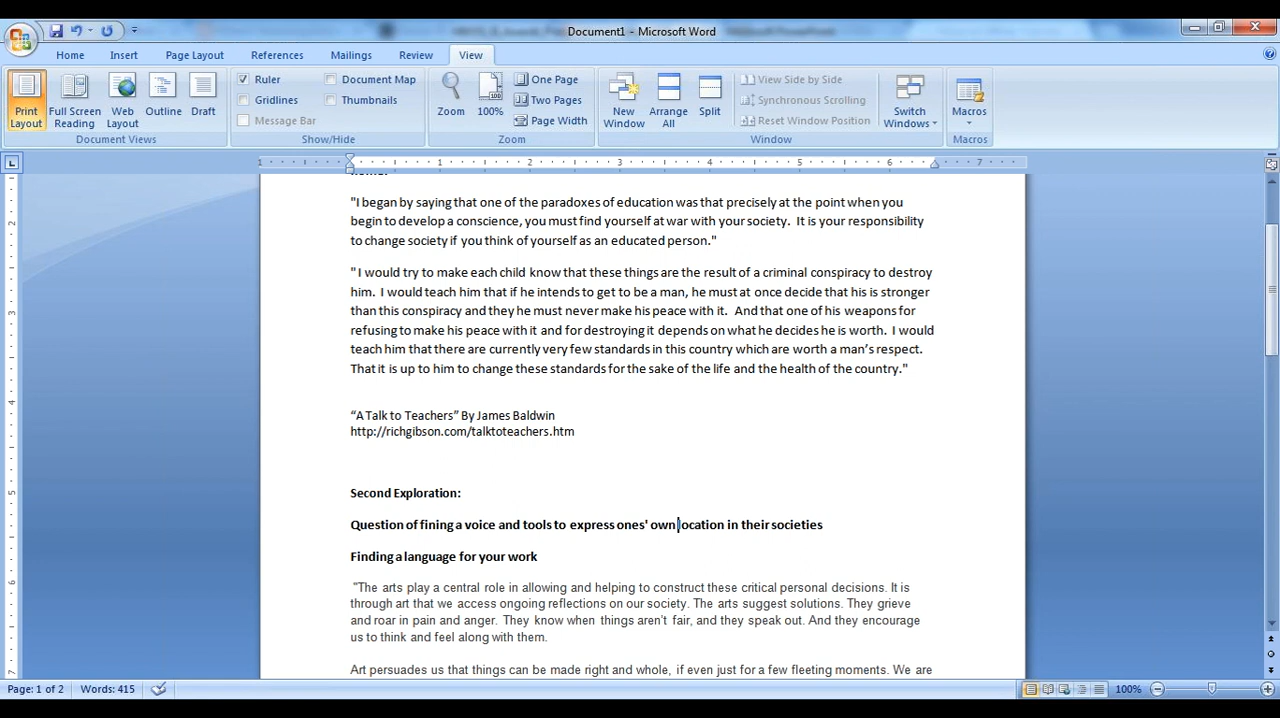 Document1 - Microsoft Word
Home Insert Page Layout References Mailings Review View
Print Layout
Full Screen Reading
Web Layout
Outline
Draft
Document Views
Ruler
Gridlines
Message Bar
Document Map
Thumbnails
Show/Hide
Zoom
100%
One Page
Two Pages
Page Width
Zoom
New Window
Arrange All
Split
View Side by Side
Synchronous Scrolling
Reset Window Position
Switch Windows
Window
Macros
Macros
1 1 2 3 4 5 6 7
"I began by saying that one of the paradoxes of education was that precisely at the point when you
begin to develop a conscience, you must find yourself at war with your society. It is your responsibility
to change society if you think of yourself as an educated person."
" I would try to make each child know that these things are the result of a criminal conspiracy to destroy
him. I would teach him that if he intends to get to be a man, he must at once decide that his is stronger
than this conspiracy and they he must never make his peace with it. And that one of his weapons for
refusing to make his peace with it and for destroying it depends on what he decides he is worth. I would
teach him that there are currently very few standards in this country which are worth a man’s respect.
That it is up to him to change these standards for the sake of the life and the health of the country."
“A Talk to Teachers” By James Baldwin
http://richgibson.com/talktoteachers.htm
Second Exploration:
Question of fining a voice and tools to express ones' own location in their societies
Finding a language for your work
"The arts play a central role in allowing and helping to construct these critical personal decisions. It is
through art that we access ongoing reflections on our society. The arts suggest solutions. They grieve
and roar in pain and anger. They know when things aren’t fair, and they speak out. And they encourage
us to think and feel along with them.
Art persuades us that things can be made right and whole, if even just for a few fleeting moments. We are
Page: 1 of 2 Words: 415 100%